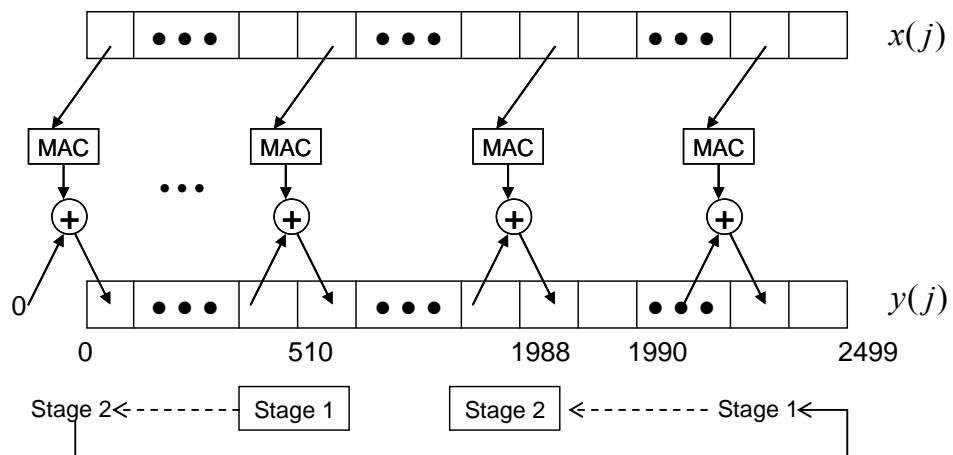 x(j)
MAC MAC MAC MAC
•••
+ + + +
0
y(j)
0 510 1988 1990 2499
Stage 2 Stage 1 Stage 2 Stage 1